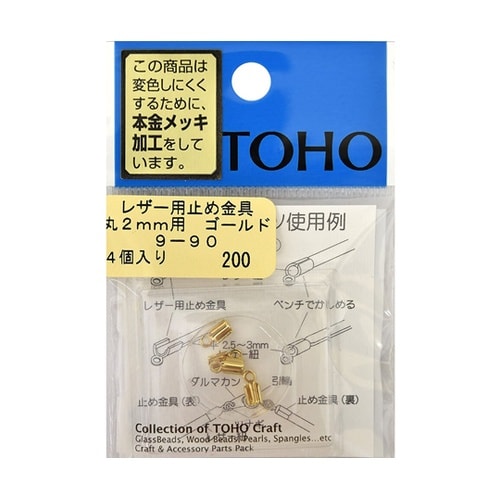 この商品は
変色しにくく
するために、
本金メッキ
加工をして
います。
TOHO
レザー用止め金具
丸2mm用 ゴールド
9-90
4個入り 200
使用例
レザー用止め金具
ペンチでかしめる
2.5~3mm
紐
ダルマカン
引輪
止め金具(表)
止め金具(裏)
Collection of TOHO Craft
GlassBeads, Wood Beads, Pearls, Spangles...etc
Craft & Accessory Parts Pack